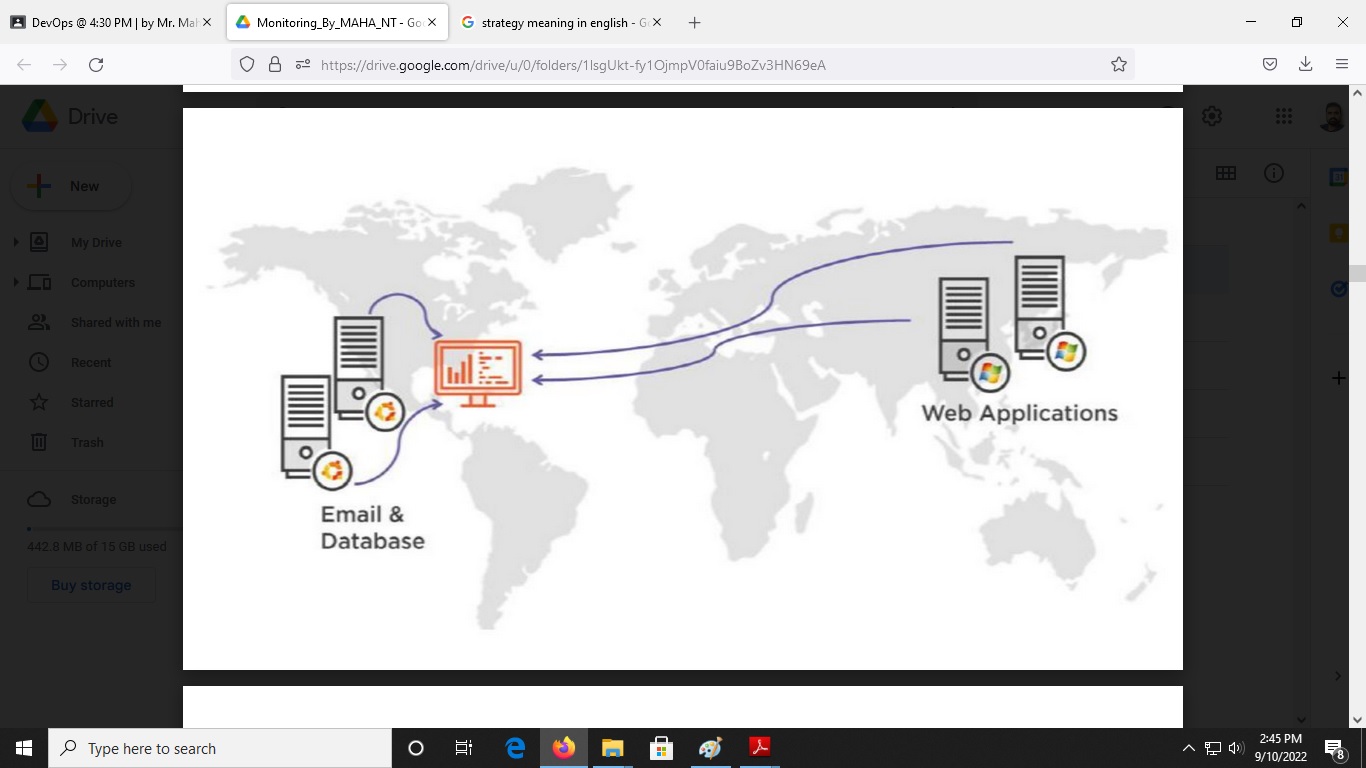 DevOps @ 4:30 PM | by Mr. Mah
Monitoring_By_MAHA_NT - Go
strategy meaning in english - G
https://drive.google.com/drive/u/0/folders/1lsgUkt-fy1OjmpV0faiu9BoZv3HN69eA
Drive
New
My Drive
Computers
Shared with me
Recent
Starred
Trash
Storage
442.8 MB of 15 GB used
Buy storage
Web Applications
Email &
Database
Type here to search
2:45 PM
9/10/2022
8